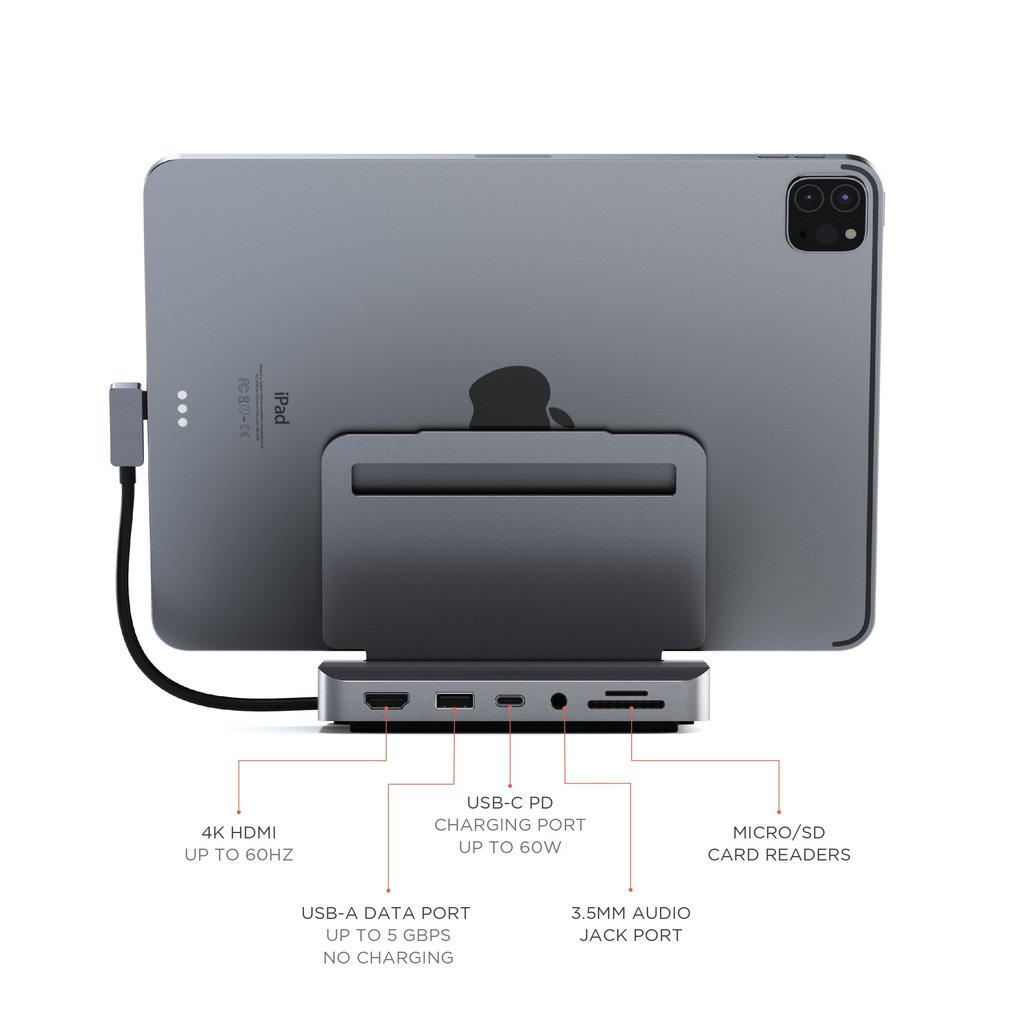 iPad
4K HDMI
UP TO 60HZ
USB-C PD
CHARGING PORT
UP TO 60W
MICRO/SD
CARD READERS
USB-A DATA PORT
UP TO 5 GBPS
NO CHARGING
3.5MM AUDIO
JACK PORT